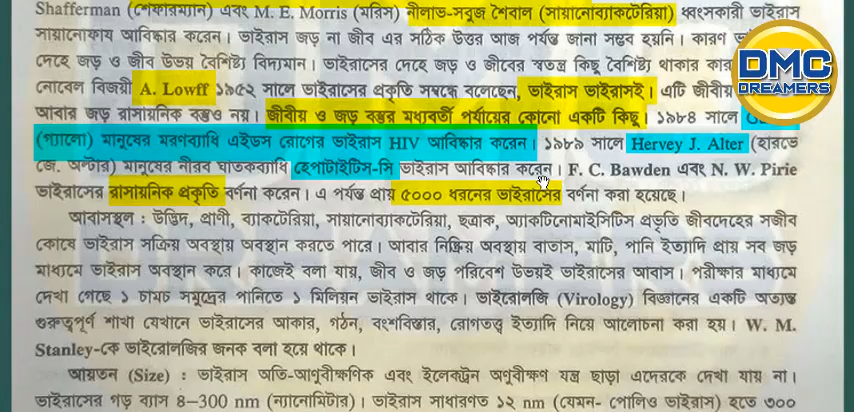 Shafferman (শেফারম্যান) এবং M. E. Morris (মরিস) নীলাভ-সবুজ শৈবাল (সায়ানোব্যাকটেরিয়া) ধ্বংসকারী ভাইরাস
সায়ানোফায আবিষ্কার করেন। ভাইরাস জড় না জীব এর সঠিক উত্তর আজ পর্যন্ত জানা সম্ভব হয়নি। কারণ
দেহে জড় ও জীব উভয় বৈশিষ্ট্য বিদ্যমান। ভাইরাসের দেহে জড় ও জীবের স্বতন্ত্র কিছু বৈশিষ্ট্য থাকার
নোবেল বিজয়ী A. Lowff ১৯৫২ সালে ভাইরাসের প্রকৃতি সম্বন্ধে বলেছেন, ভাইরাস ভাইরাসই। এটি জীবীয়
আবার জড় রাসায়নিক বস্তুও নয়। জীবীয় ও জড় বস্তুর মধ্যবর্তী পর্যায়ের কোনো একটি কিছু। ১৯৮৪ সালে
(গ্যালো) মানুষের মরণব্যাধি এইডস রোগের ভাইরাস HIV আবিষ্কার করেন। ১৯৮৯ সালে Hervey J. Alter (হারভে
জে. অল্টার) মানুষের নীরব ঘাতকব্যাধি হেপাটাইটিস-সি ভাইরাস আবিষ্কার করেন। F. C. Bawden এবং N. W. Pirie
ভাইরাসের রাসায়নিক প্রকৃতি বর্ণনা করেন। এ পর্যন্ত প্রায় ৫০০০ ধরনের ভাইরাসের বর্ণনা করা হয়েছে।
আবাসস্থল : উদ্ভিদ, প্রাণী, ব্যাকটেরিয়া, সায়ানোব্যাকটেরিয়া, ছত্রাক, অ্যাকটিনোমাইসিটিস প্রভৃতি জীবদেহের সজীব
কোষে ভাইরাস সক্রিয় অবস্থায় অবস্থান করতে পারে। আবার নিষ্ক্রিয় অবস্থায় বাতাস, মাটি, পানি ইত্যাদি প্রায় সব জড়
মাধ্যমে ভাইরাস অবস্থান করে। কাজেই বলা যায়, জীব ও জড় পরিবেশ উভয়ই ভাইরাসের আবাস। পরীক্ষার মাধ্যমে
দেখা গেছে ১ চামচ সমুদ্রের পানিতে ১ মিলিয়ন ভাইরাস থাকে। ভাইরোলজি (Virology) বিজ্ঞানের একটি অত্যন্ত
গুরুত্বপূর্ণ শাখা যেখানে ভাইরাসের আকার, গঠন, বংশবিস্তার, রোগতত্ত্ব ইত্যাদি নিয়ে আলোচনা করা হয়। W. M.
Stanley-কে ভাইরোলজির জনক বলা হয়ে থাকে।
আয়তন (Size) : ভাইরাস অতি-আণুবীক্ষণিক এবং ইলেকট্রন অণুবীক্ষণ যন্ত্র ছাড়া এদেরকে দেখা যায় না।
ভাইরাসের গড় ব্যাস 8–300 nm (ন্যানোমিটার)। ভাইরাস সাধারণত ১২ nm (যেমন- পোলিও ভাইরাস) হতে ৩০০
DMC
DREAMERS